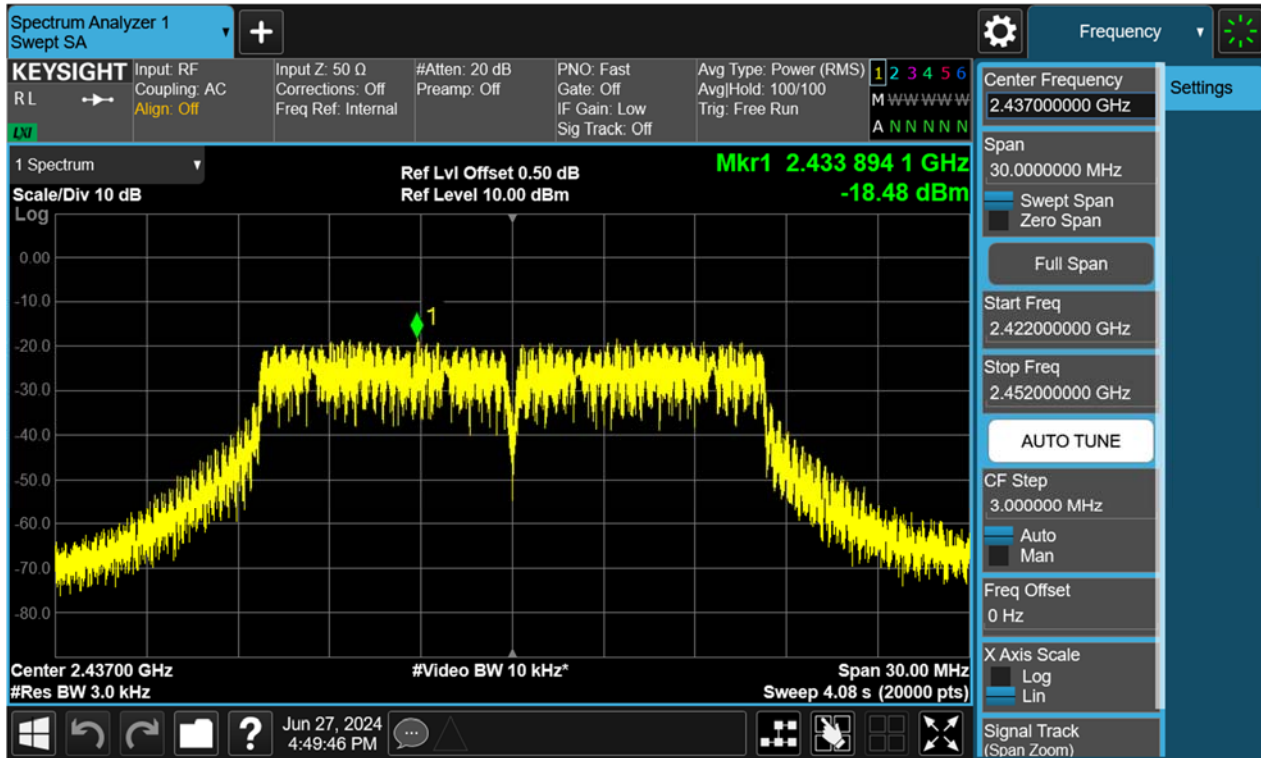 Spectrum Analyzer 1
Swept SA
+
Frequency
KEYSIGHT
R L
LXI
Input: RF
Coupling: AC
Align: Off
Input Z: 50 Ω
Corrections: Off
Freq Ref: Internal
#Atten: 20 dB
Preamp: Off
PNO: Fast
Gate: Off
IF Gain: Low
Sig Track: Off
Avg Type: Power (RMS)
Avg|Hold: 100/100
Trig: Free Run
1 2 3 4 5 6
M W W W W W
A N N N N N
1 Spectrum
Scale/Div 10 dB
Log
Ref Lvl Offset 0.50 dB
Ref Level 10.00 dBm
Mkr1 2.433 894 1 GHz
-18.48 dBm
0.00
-10.0
1
-20.0
-30.0
-40.0
-50.0
-60.0
-70.0
-80.0
Center 2.43700 GHz
#Video BW 10 kHz*
Span 30.00 MHz
#Res BW 3.0 kHz
Sweep 4.08 s (20000 pts)
Center Frequency
2.437000000 GHz
Settings
Span
30.0000000 MHz
Swept Span
Zero Span
Full Span
Start Freq
2.422000000 GHz
Stop Freq
2.452000000 GHz
AUTO TUNE
CF Step
3.000000 MHz
Auto
Man
Freq Offset
0 Hz
X Axis Scale
Log
Lin
Signal Track
(Span Zoom)
?
Jun 27, 2024
4:49:46 PM